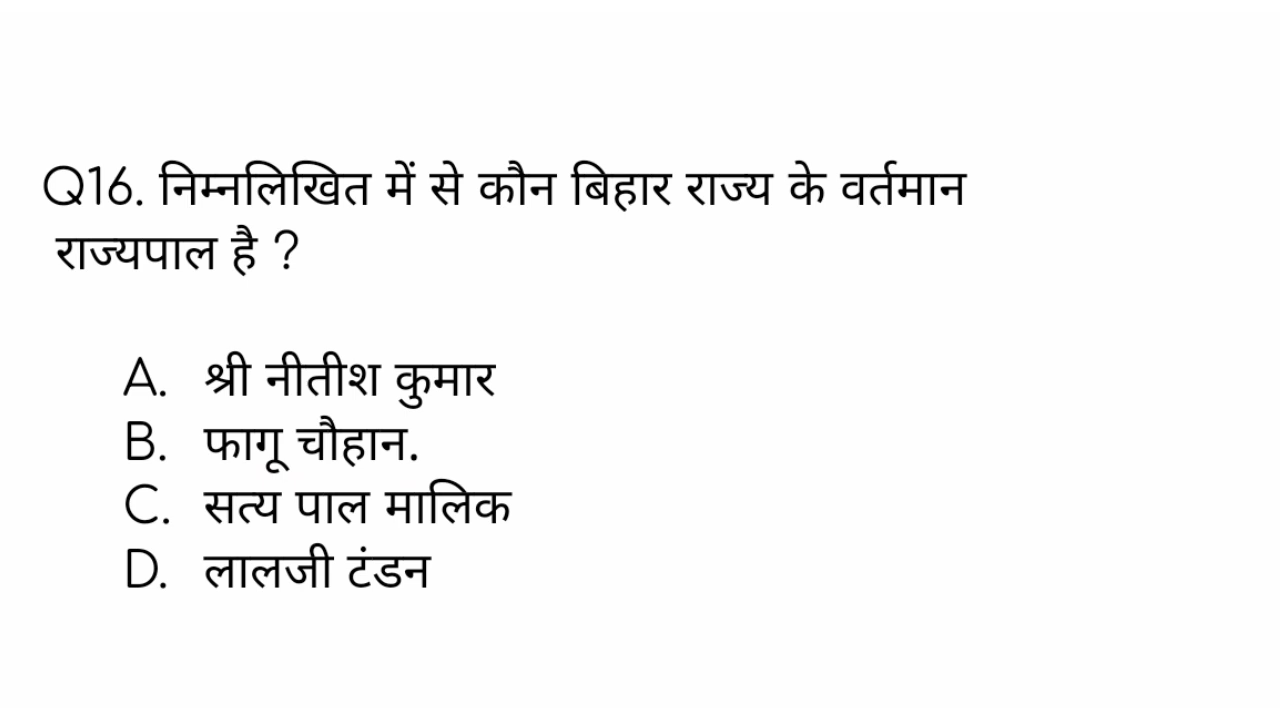 Q16. निम्नलिखित में से कौन बिहार राज्य के वर्तमान
राज्यपाल है ?
A. श्री नीतीश कुमार
B. फागू चौहान.
C. सत्य पाल मालिक
D. लालजी टंडन